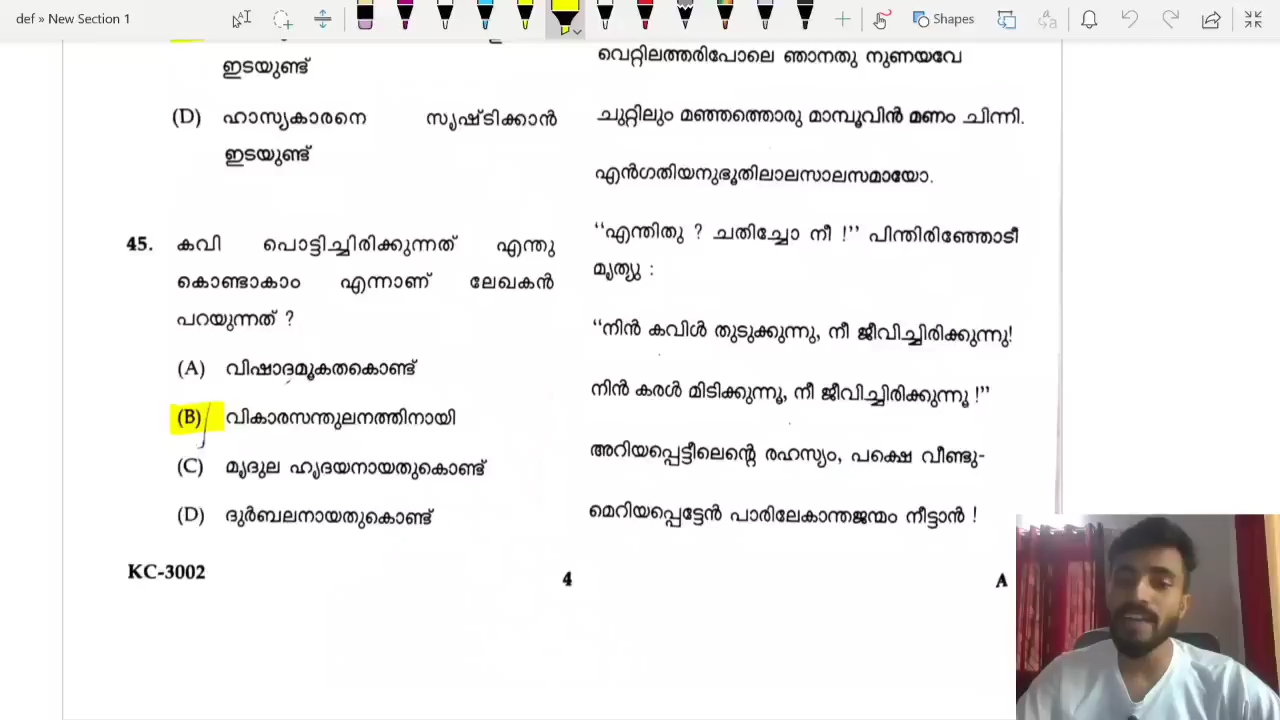 def » New Section 1
Shapes
ഇടയുണ്ട്
(D) ഹാസ്യകാരനെ സൃഷ്ടിക്കാൻ
ഇടയുണ്ട്
45. കവി പൊട്ടിച്ചിരിക്കുന്നത് എന്തു
കൊണ്ടാകാം എന്നാണ് ലേഖകൻ
പറയുന്നത് ?
(A) വിഷാദമൂകതകൊണ്ട്
(B) വികാരസന്തുലനത്തിനായി
(C) മൃദുല ഹൃദയനായതുകൊണ്ട്
(D) ദുർബലനായതുകൊണ്ട്
വെറ്റിലത്തരിപോലെ ഞാനതു നുണയവേ
ചുറ്റിലും മഞ്ഞത്തൊരു മാമ്പൂവിൻ മണം ചിന്നി.
എൻഗതിയനുഭൂതിലാലസാലസമായോ.
“എന്തിതു ? ചതിച്ചോ നീ !” പിന്തിരിഞ്ഞോടീ
മൃത്യു :
“നിൻ കവിൾ തുടുക്കുന്നു, നീ ജീവിച്ചിരിക്കുന്നു!
നിൻ കരൾ മിടിക്കുന്നൂ, നീ ജീവിച്ചിരിക്കുന്നൂ !”
അറിയപ്പെട്ടീലെന്റെ രഹസ്യം, പക്ഷെ വീണ്ടു-
മെറിയപ്പെട്ടേൻ പാരിലേകാന്തജന്മം നീട്ടാൻ !
KC-3002
4
A